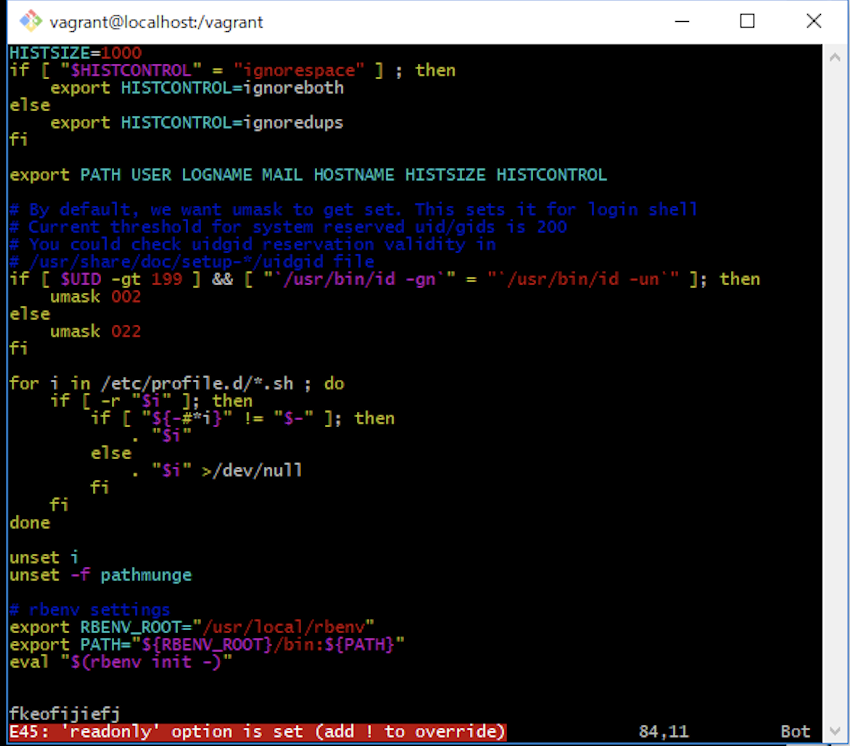 vagrant@localhost:/vagrant
HISTSIZE=1000
if [ "$HISTCONTROL" = "ignorespace" ] ; then
    export HISTCONTROL=ignoreboth
else
    export HISTCONTROL=ignoredups
fi

export PATH USER LOGNAME MAIL HOSTNAME HISTSIZE HISTCONTROL

# By default, we want umask to get set. This sets it for login shell
# Current threshold for system reserved uid/gids is 200
# You could check uidgid reservation validity in
# /usr/share/doc/setup-*/uidgid file
if [ $UID -gt 199 ] && [ "`/usr/bin/id -gn`" = "`/usr/bin/id -un`" ]; then
    umask 002
else
    umask 022
fi

for i in /etc/profile.d/*.sh ; do
    if [ -r "$i" ]; then
        if [ "${-#*i}" != "$-" ]; then
            . "$i"
        else
            . "$i" >/dev/null
        fi
    fi
done

unset i
unset -f pathmunge

# rbenv settings
export RBENV_ROOT="/usr/local/rbenv"
export PATH="${RBENV_ROOT}/bin:${PATH}"
eval "$(rbenv init -)"

fkeofijiefj
E45: 'readonly' option is set (add ! to override) 84,11 Bot